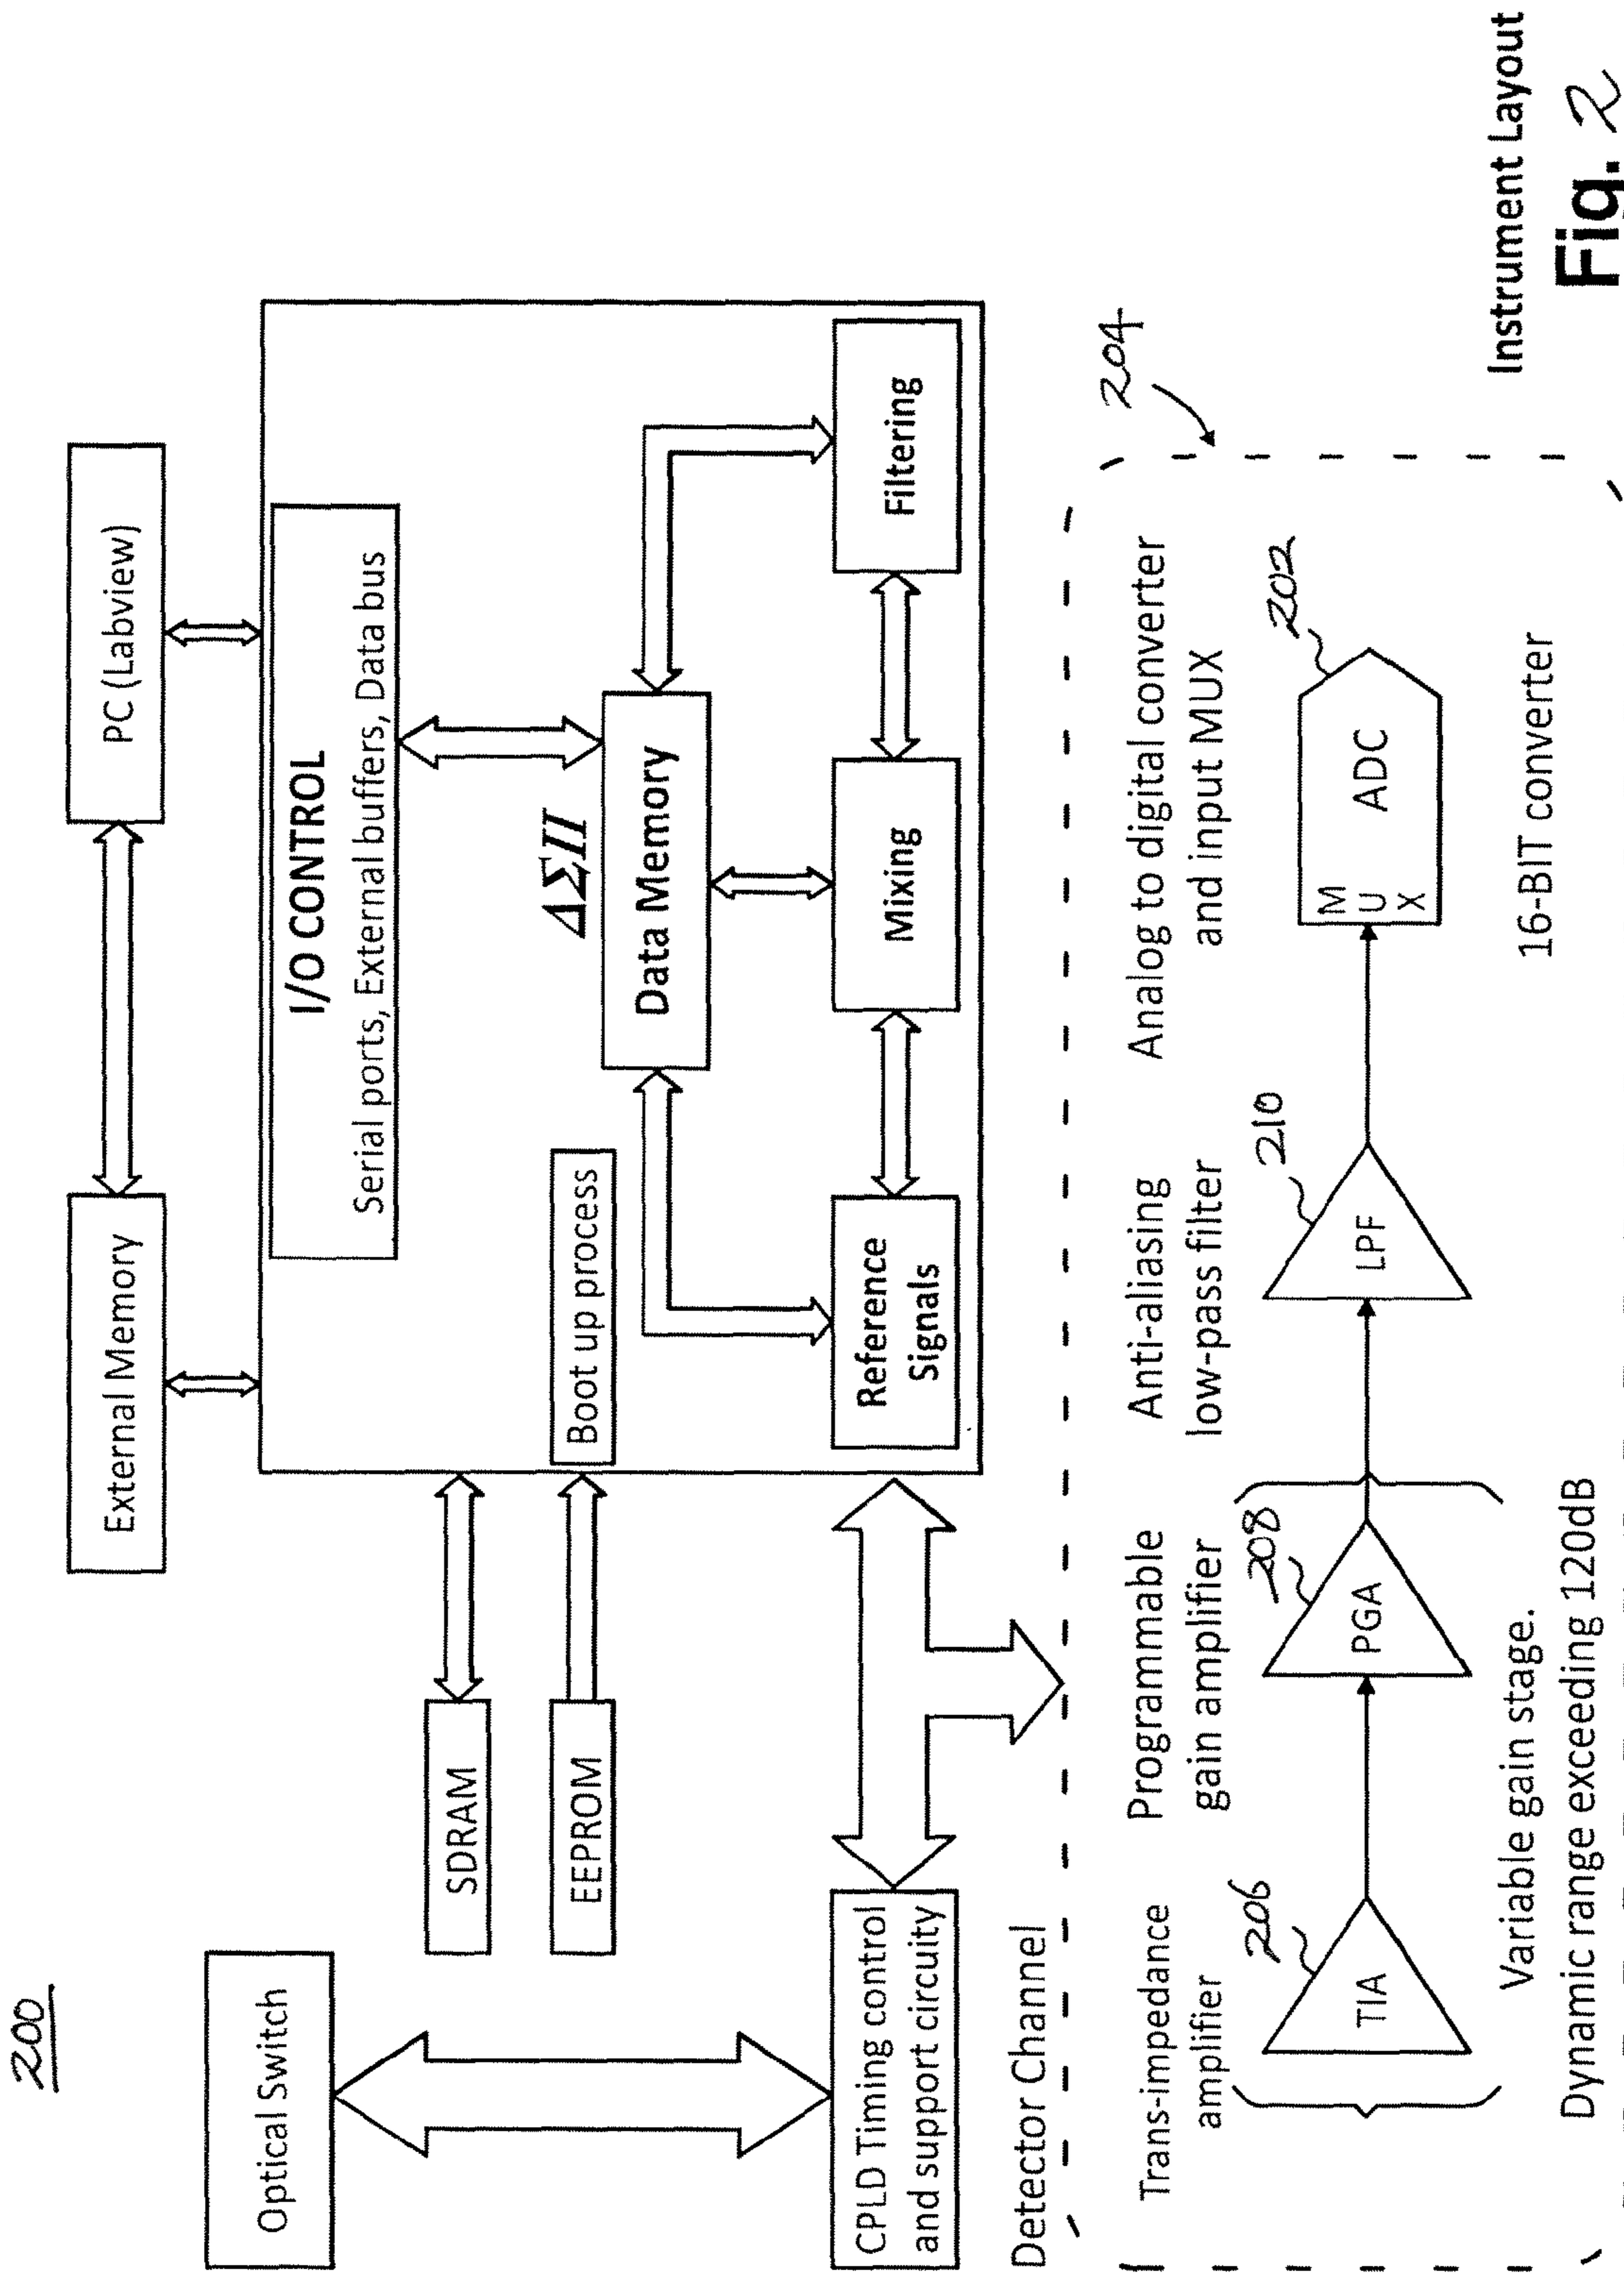 200
External Memory
PC (Labview)
Optical Switch
I/O CONTROL
Serial ports, External buffers, Data bus
SDRAM
EEPROM
Boot up process
ΔΣΠ
Data Memory
CPLD Timing control
and support circuity
Reference
Signals
Mixing
Filtering
Detector Channel
204
Trans-impedance
amplifier
Programmable
gain amplifier
Anti-aliasing
low-pass filter
Analog to digital converter
and input MUX
206
TIA
208
PGA
210
LPF
202
M
U
X
ADC
Variable gain stage.
Dynamic range exceeding 120dB
16-BIT converter
Instrument Layout
Fig. 2